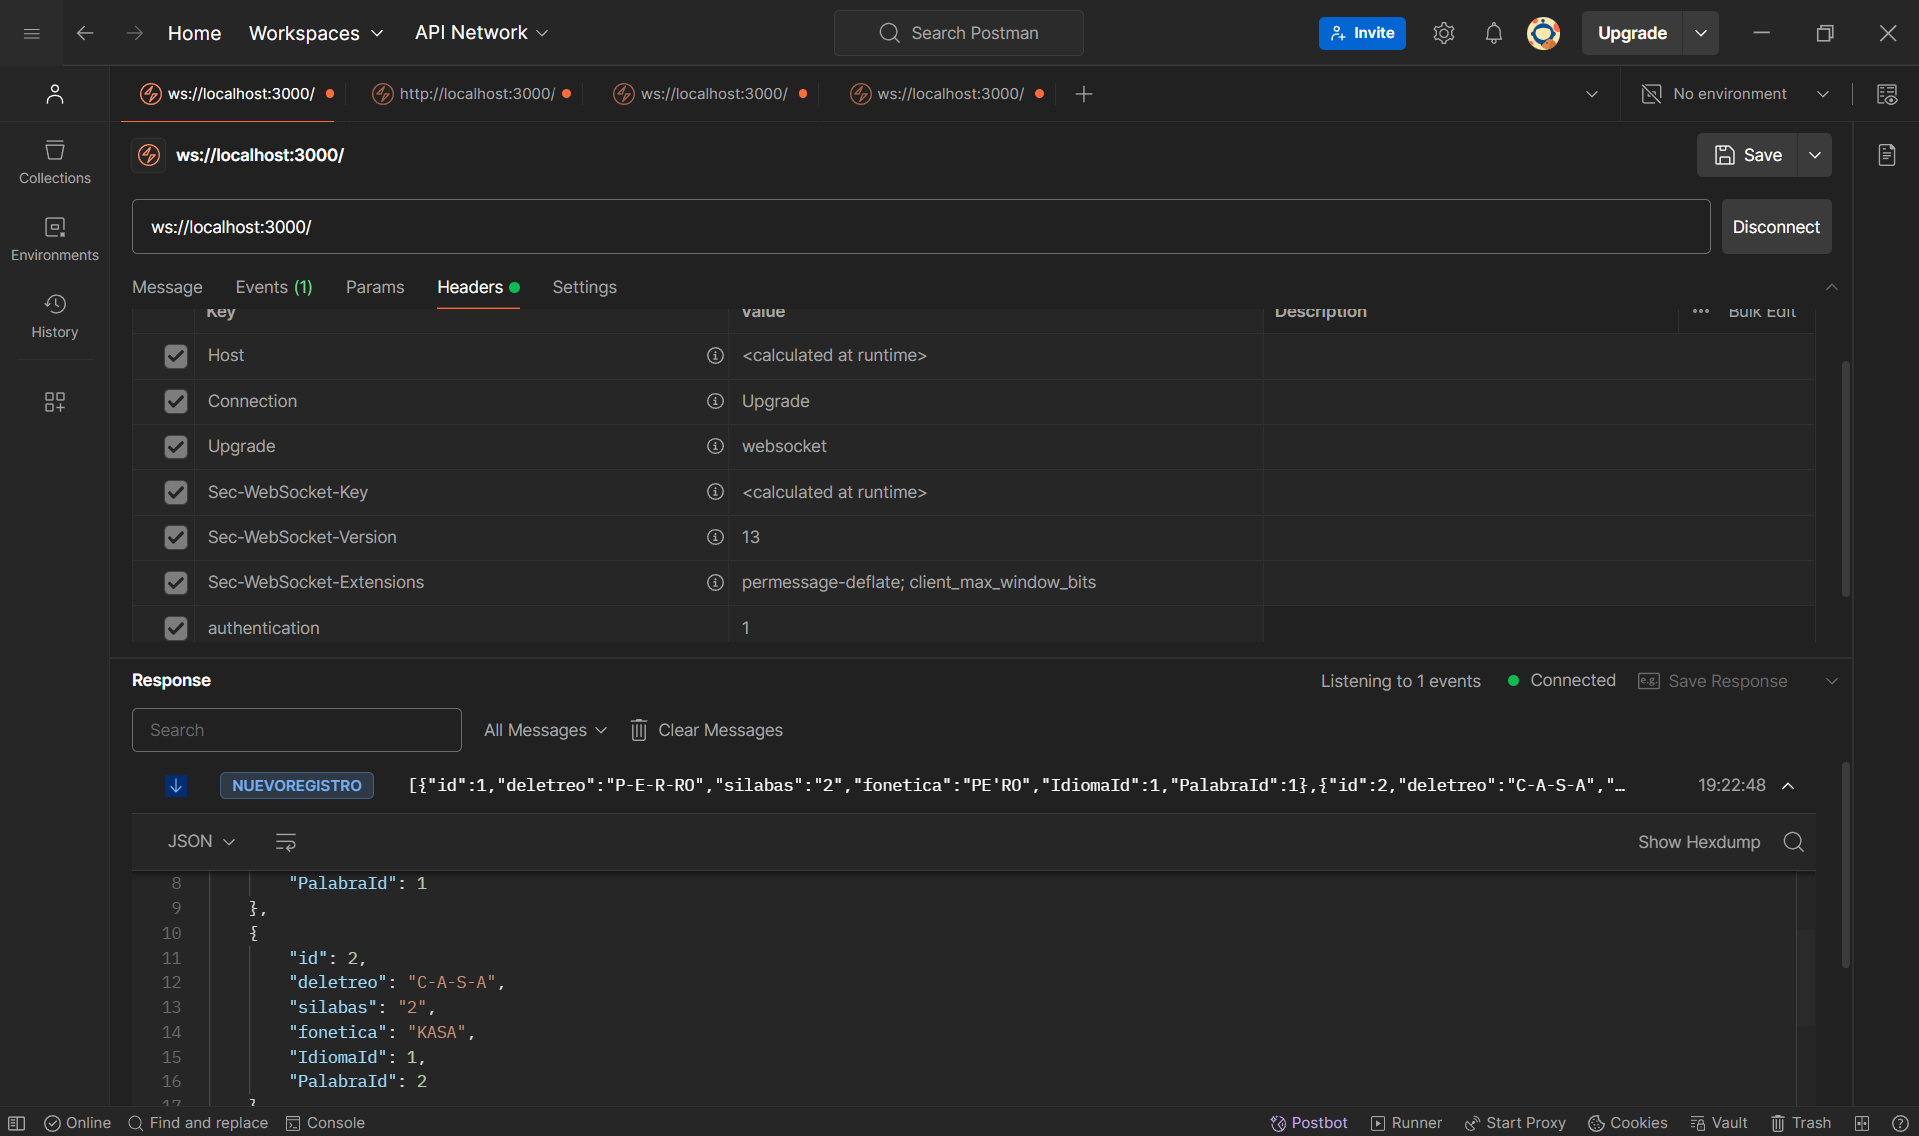 Home Workspaces API Network Search Postman Invite Upgrade
ws://localhost:3000/ http://localhost:3000/ ws://localhost:3000/ ws://localhost:3000/ No environment
ws://localhost:3000/ Save
Collections
ws://localhost:3000/ Disconnect
Environments
Message Events (1) Params Headers Settings
History
Key Value Description Bulk Edit
Host <calculated at runtime>
Connection Upgrade
Upgrade websocket
Sec-WebSocket-Key <calculated at runtime>
Sec-WebSocket-Version 13
Sec-WebSocket-Extensions permessage-deflate; client_max_window_bits
authentication 1
Response Listening to 1 events Connected e.g. Save Response
Search All Messages Clear Messages
NUEVOREGISTRO [{"id":1,"deletreo":"P-E-R-RO","silabas":"2","fonetica":"PE'RO","IdiomaId":1,"PalabraId":1},{"id":2,"deletreo":"C-A-S-A","… 19:22:48
JSON Show Hexdump
8 "PalabraId": 1
9 },
10 {
11 "id": 2,
12 "deletreo": "C-A-S-A",
13 "silabas": "2",
14 "fonetica": "KASA",
15 "IdiomaId": 1,
16 "PalabraId": 2
17 }
Online Find and replace Console Postbot Runner Start Proxy Cookies Vault Trash